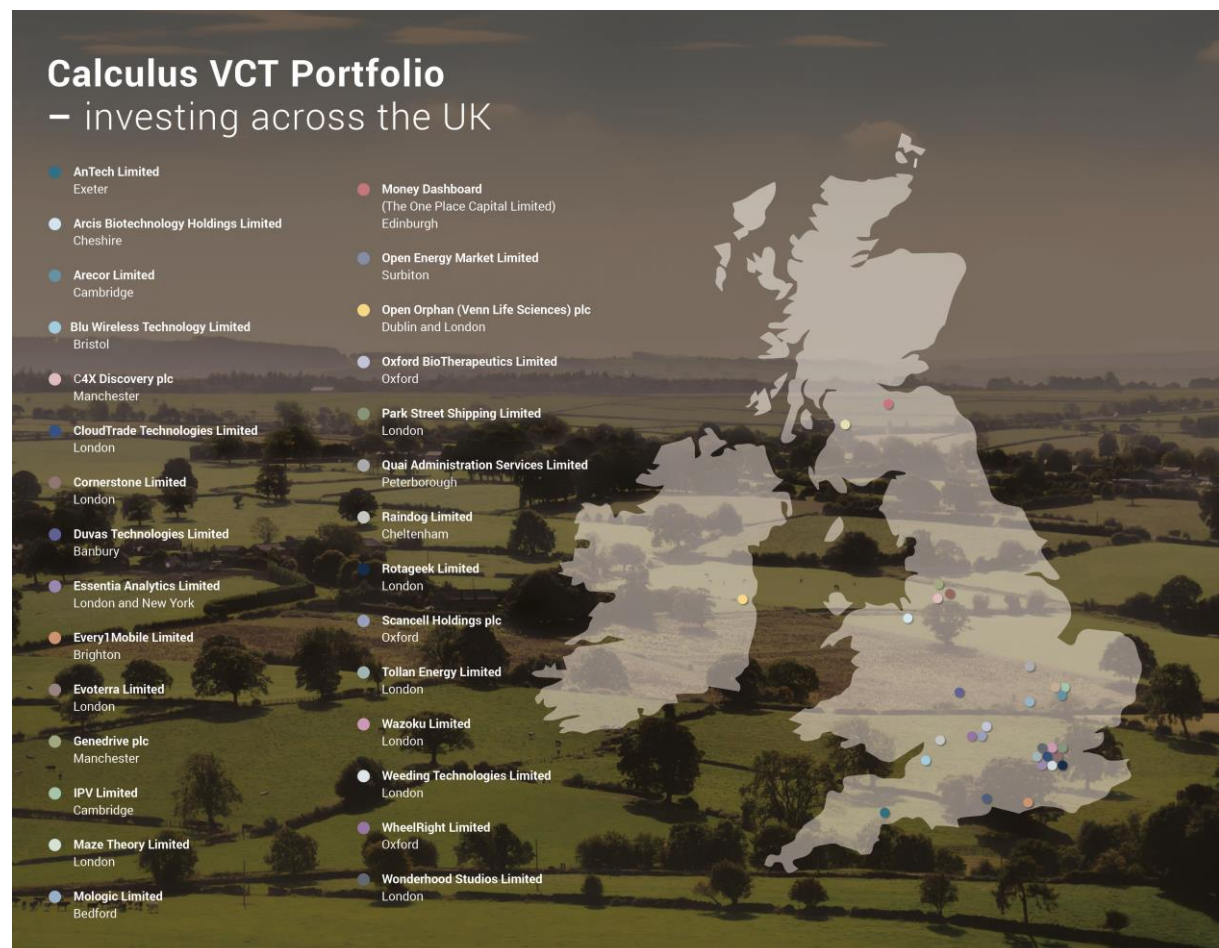 Calculus VCT Portfolio
– investing across the UK
AnTech Limited
Exeter
Arcis Biotechnology Holdings Limited
Cheshire
Arecor Limited
Cambridge
Blu Wireless Technology Limited
Bristol
C4X Discovery plc
Manchester
CloudTrade Technologies Limited
London
Cornerstone Limited
London
Duvas Technologies Limited
Banbury
Essentia Analytics Limited
London and New York
Every1Mobile Limited
Brighton
Evoterra Limited
London
Genedrive plc
Manchester
IPV Limited
Cambridge
Maze Theory Limited
London
Mologic Limited
Bedford
Money Dashboard
(The One Place Capital Limited)
Edinburgh
Open Energy Market Limited
Surbiton
Open Orphan (Venn Life Sciences) plc
Dublin and London
Oxford BioTherapeutics Limited
Oxford
Park Street Shipping Limited
London
Quai Administration Services Limited
Peterborough
Raindog Limited
Cheltenham
Rotageek Limited
London
Scancell Holdings plc
Oxford
Tollan Energy Limited
London
Wazoku Limited
London
Weeding Technologies Limited
London
WheelRight Limited
Oxford
Wonderhood Studios Limited
London